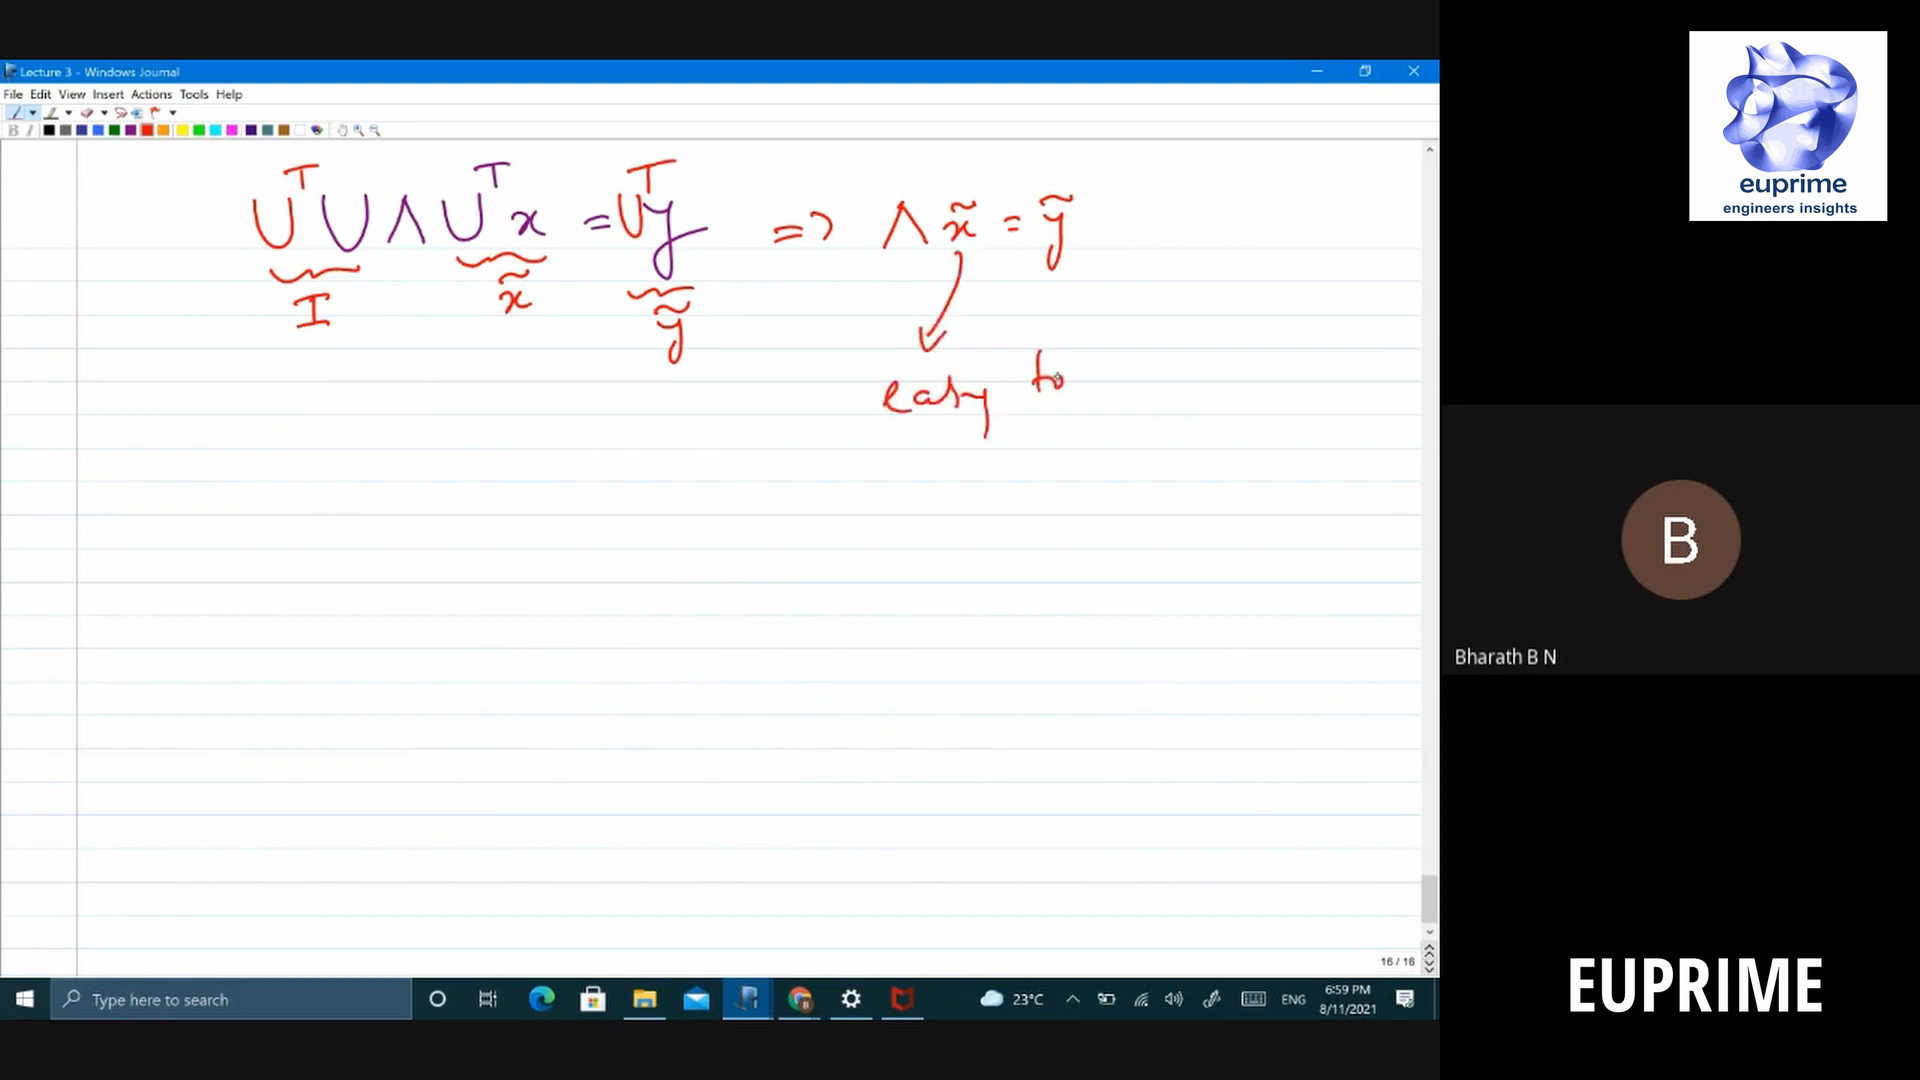 Lecture 3 - Windows Journal
File Edit View Insert Actions Tools Help
B I
UᵀUΛUᵀx = Uᵀy => Λx̃ = ỹ
I x̃ ỹ
easy to
16 / 16
Type here to search
23°C
ENG
6:59 PM
8/11/2021
euprime
engineers insights
B
Bharath B N
EUPRIME